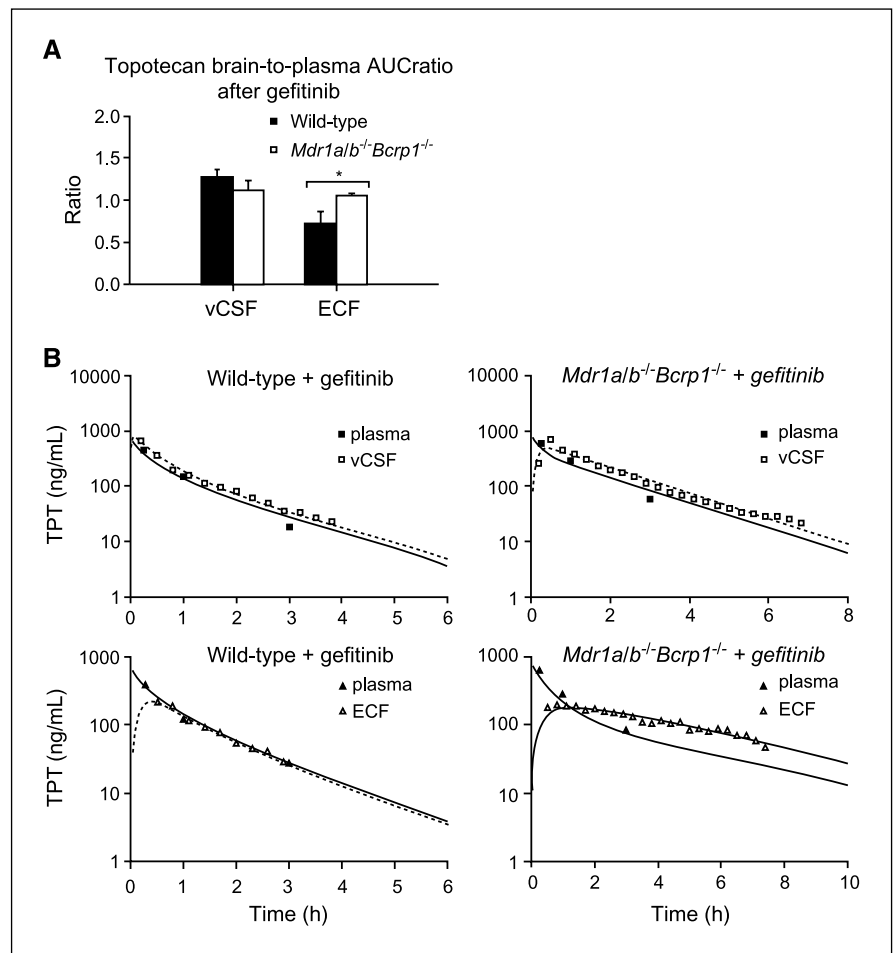 A
Topotecan brain-to-plasma AUCratio
after gefitinib
2.0
1.5
1.0
0.5
0.0
Ratio
Wild-type
Mdr1a/b-/-Bcrp1-/-
*
vCSF
ECF
B
Wild-type + gefitinib
10000
1000
100
10
1
TPT (ng/mL)
plasma
vCSF
0
1
2
3
4
5
6
Mdr1a/b-/-Bcrp1-/- + gefitinib
10000
1000
100
10
1
plasma
vCSF
0
2
4
6
8
Wild-type + gefitinib
1000
100
10
1
TPT (ng/mL)
plasma
ECF
0
1
2
3
4
5
6
Time (h)
Mdr1a/b-/-Bcrp1-/- + gefitinib
1000
100
10
1
plasma
ECF
0
2
4
6
8
10
Time (h)